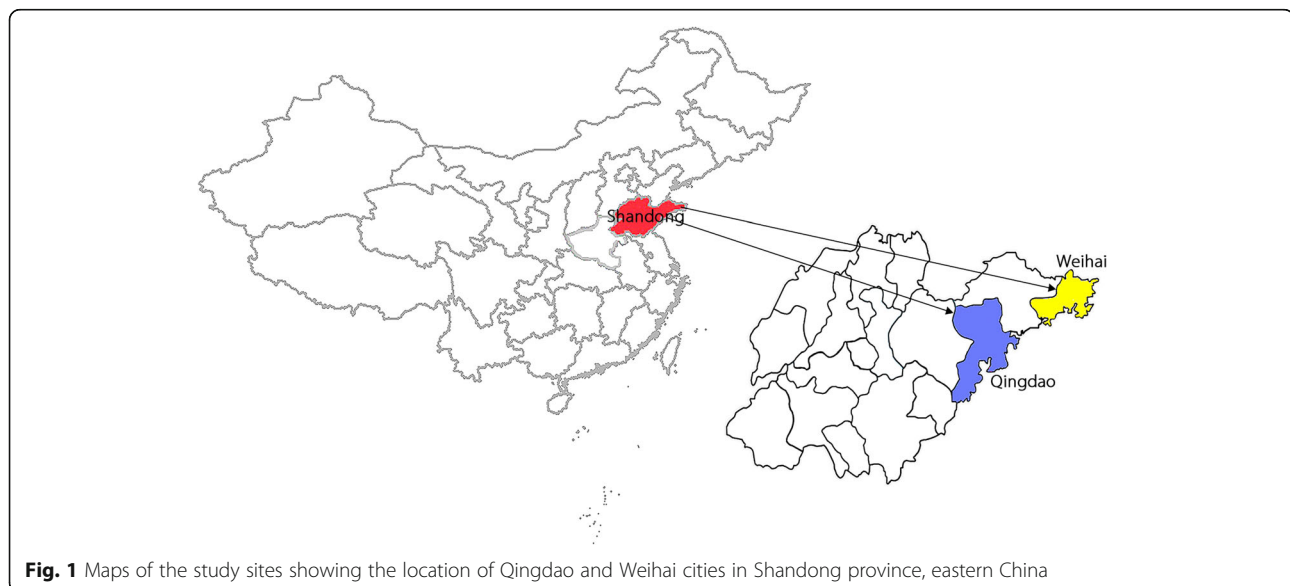 Shandong
Weihai
Qingdao
Fig. 1 Maps of the study sites showing the location of Qingdao and Weihai cities in Shandong province, eastern China